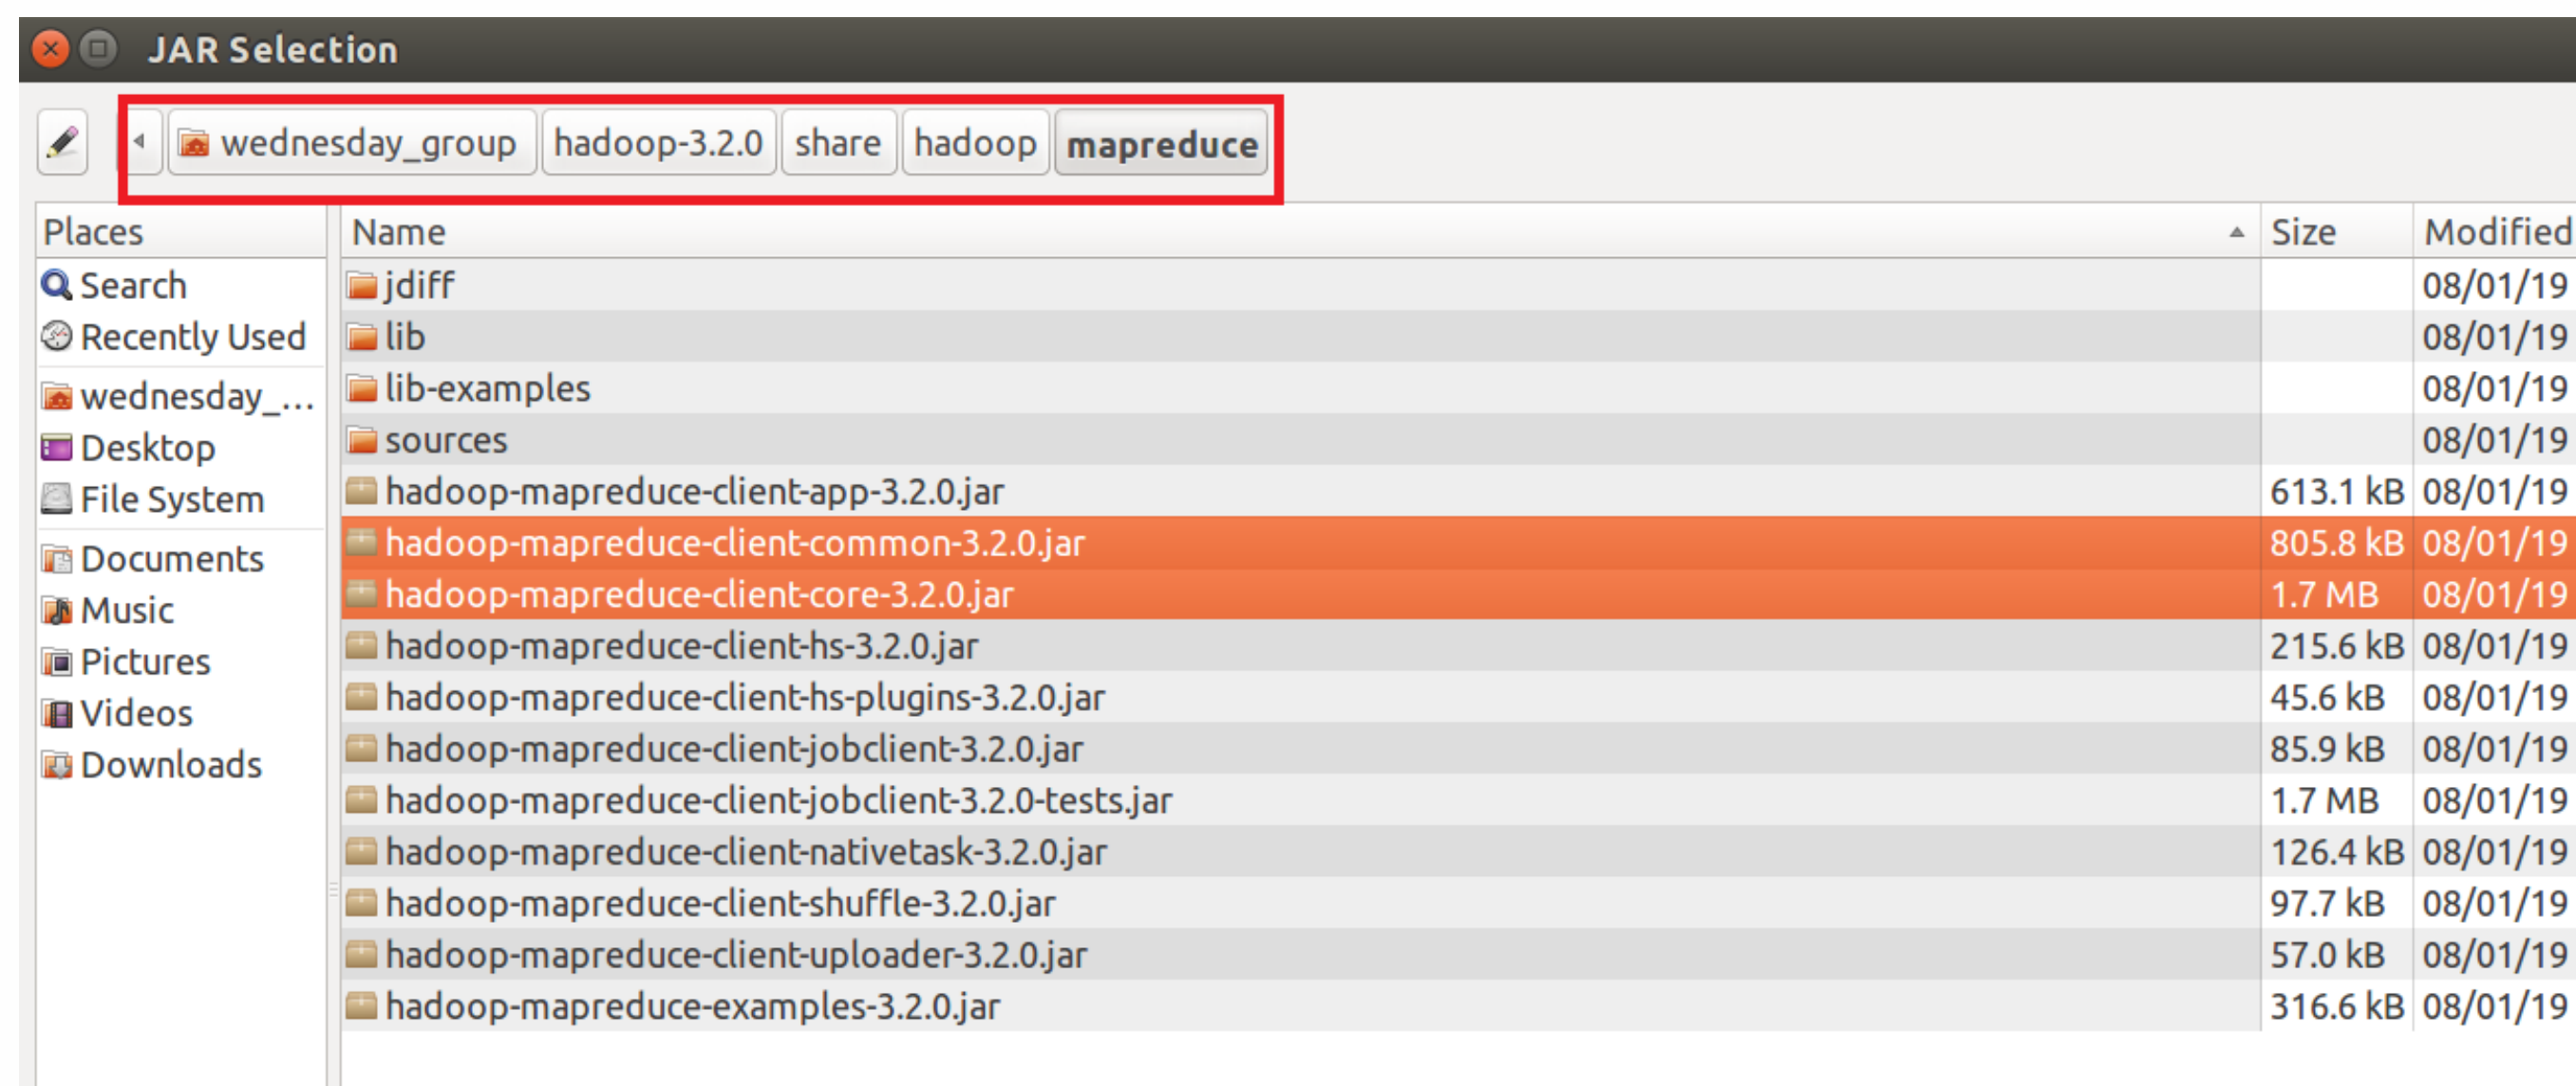 JAR Selection
wednesday_group hadoop-3.2.0 share hadoop mapreduce
Places Name Size Modified
Search jdiff 08/01/19
Recently Used lib 08/01/19
wednesday_... lib-examples 08/01/19
Desktop sources 08/01/19
File System hadoop-mapreduce-client-app-3.2.0.jar 613.1 kB 08/01/19
hadoop-mapreduce-client-common-3.2.0.jar 805.8 kB 08/01/19
Documents
hadoop-mapreduce-client-core-3.2.0.jar 1.7 MB 08/01/19
Music
hadoop-mapreduce-client-hs-3.2.0.jar 215.6 kB 08/01/19
Pictures
hadoop-mapreduce-client-hs-plugins-3.2.0.jar 45.6 kB 08/01/19
Videos
hadoop-mapreduce-client-jobclient-3.2.0.jar 85.9 kB 08/01/19
Downloads
hadoop-mapreduce-client-jobclient-3.2.0-tests.jar 1.7 MB 08/01/19
hadoop-mapreduce-client-nativetask-3.2.0.jar 126.4 kB 08/01/19
hadoop-mapreduce-client-shuffle-3.2.0.jar 97.7 kB 08/01/19
hadoop-mapreduce-client-uploader-3.2.0.jar 57.0 kB 08/01/19
hadoop-mapreduce-examples-3.2.0.jar 316.6 kB 08/01/19